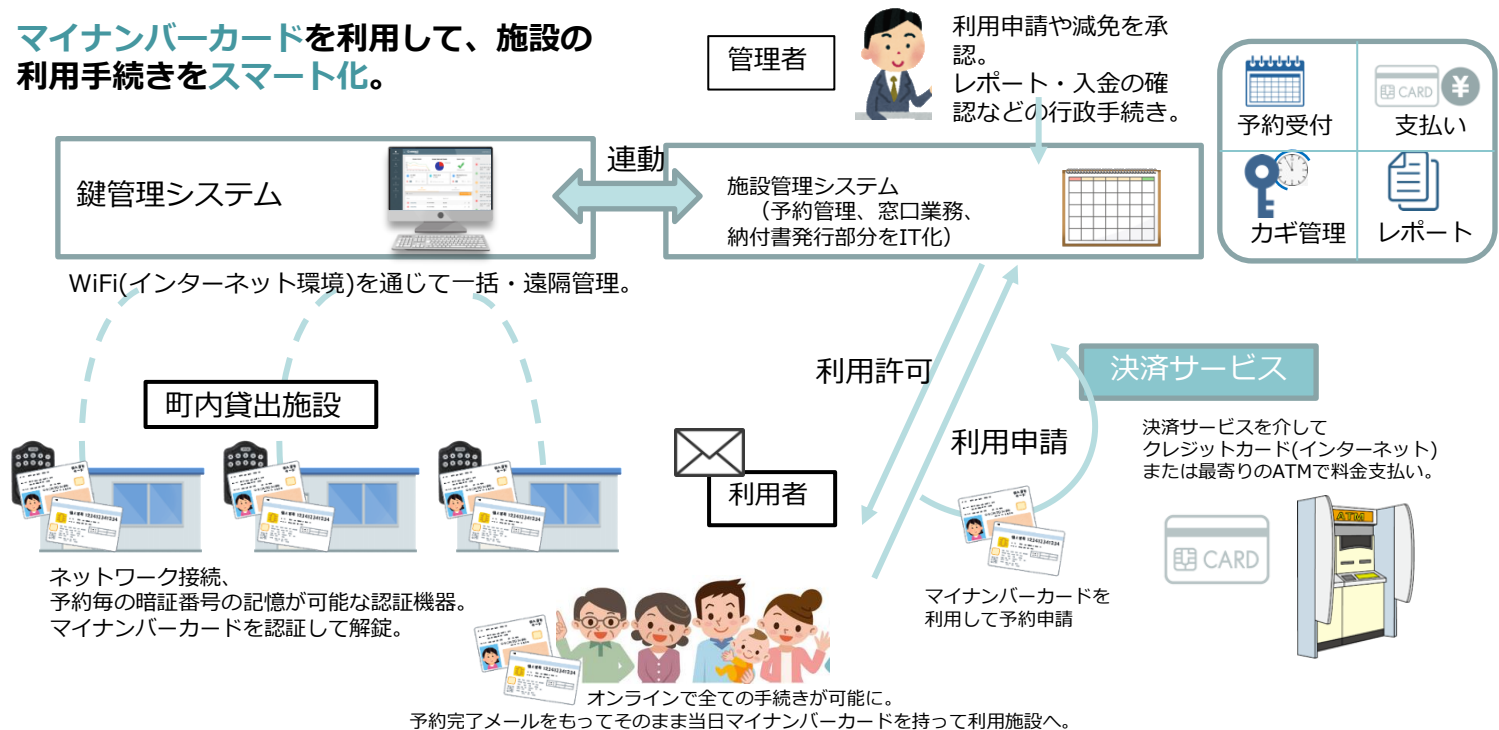 マイナンバーカードを利用して、施設の
利用手続きをスマート化。
管理者
利用申請や減免を承
認。
レポート・入金の確
認などの行政手続き。
予約受付
CARD
¥
支払い
カギ管理
レポート
鍵管理システム
連動
施設管理システム
（予約管理、窓口業務、
納付書発行部分をIT化）
WiFi(インターネット環境)を通じて一括・遠隔管理。
町内貸出施設
利用許可
利用申請
決済サービス
決済サービスを介して
クレジットカード(インターネット)
または最寄りのATMで料金支払い。
利用者
ATM
CARD
ネットワーク接続、
予約毎の暗証番号の記憶が可能な認証機器。
マイナンバーカードを認証して解錠。
マイナンバーカードを
利用して予約申請
オンラインで全ての手続きが可能に。
予約完了メールをもってそのまま当日マイナンバーカードを持って利用施設へ。